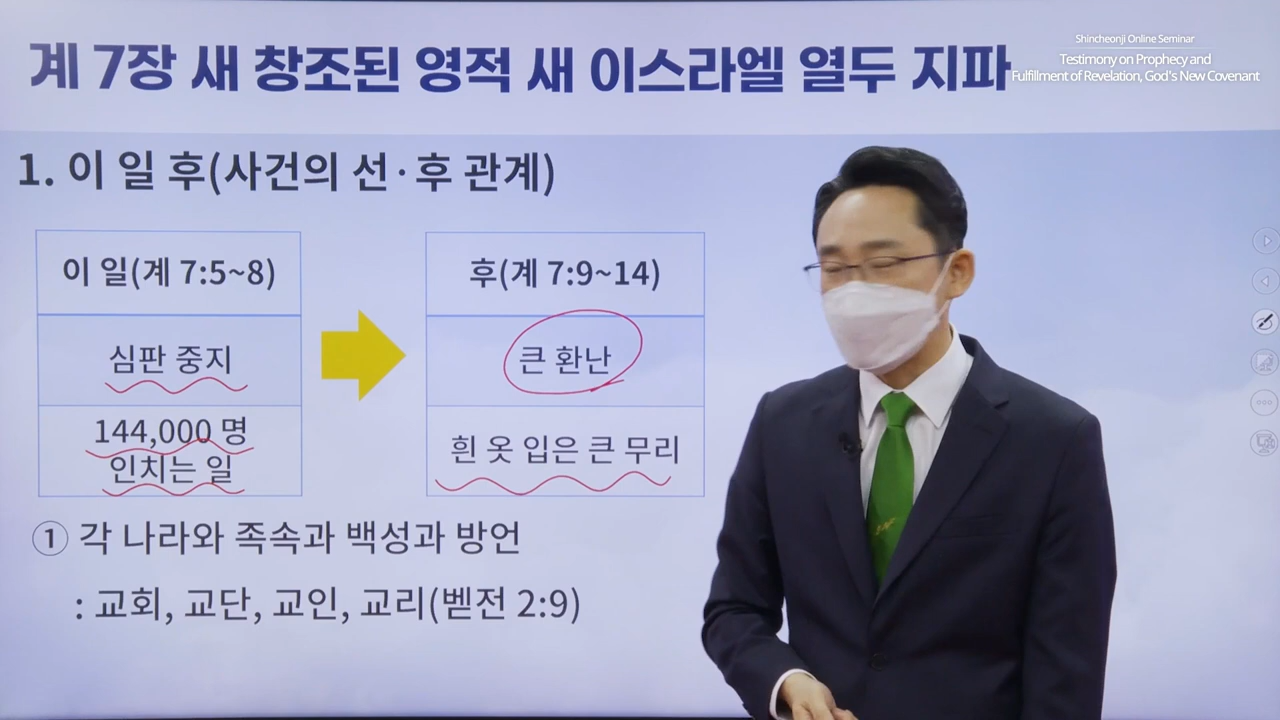 계 7장 새 창조된 영적 새 이스라엘 열두 지파
Shincheonji Online Seminar
Testimony on Prophecy and
Fulfillment of Revelation, God's New Covenant
1. 이 일 후(사건의 선·후 관계)
이 일(계 7:5~8)
후(계 7:9~14)
심판 중지
큰 환난
144,000 명
인치는 일
흰 옷 입은 큰 무리
① 각 나라와 족속과 백성과 방언
: 교회, 교단, 교인, 교리(벧전 2:9)